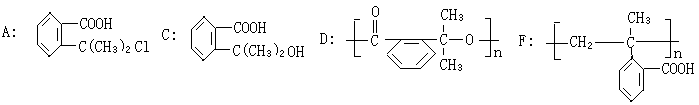 A: COOH C(CH₃)₂Cl
C: COOH C(CH₃)₂OH
D: O C CH₃ C O CH₃ n
F: CH₂ CH₃ C n COOH